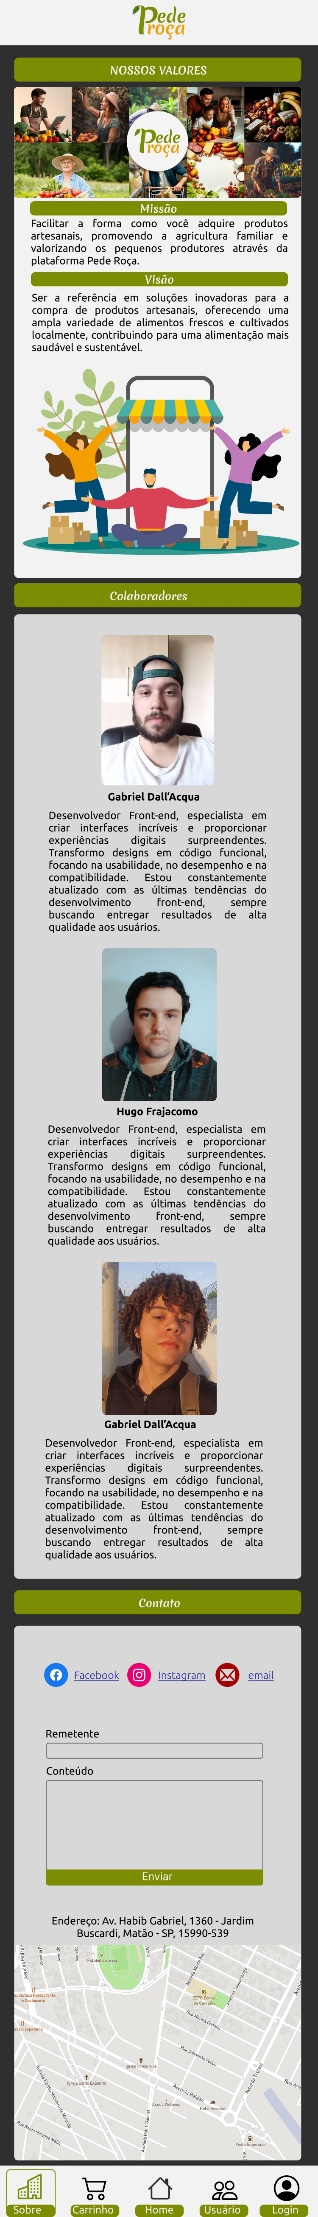 Pede
roça
NOSSOS VALORES
Pede
roça
Missão
Facilitar a forma como você adquire produtos
artesanais, promovendo a agricultura familiar e
valorizando os pequenos produtores através da
plataforma Pede Roça.
Visão
Ser a referência em soluções inovadoras para a
compra de produtos artesanais, oferecendo uma
ampla variedade de alimentos frescos e cultivados
localmente, contribuindo para uma alimentação mais
saudável e sustentável.
Colaboradores
Gabriel Dall'Acqua
Desenvolvedor Front-end, especialista em
criar interfaces incríveis e proporcionar
experiências digitais surpreendentes.
Transformo designs em código funcional,
focando na usabilidade, no desempenho e na
compatibilidade. Estou constantemente
atualizado com as últimas tendências do
desenvolvimento front-end, sempre
buscando entregar resultados de alta
qualidade aos usuários.
Hugo Frajacomo
Desenvolvedor Front-end, especialista em
criar interfaces incríveis e proporcionar
experiências digitais surpreendentes.
Transformo designs em código funcional,
focando na usabilidade, no desempenho e na
compatibilidade. Estou constantemente
atualizado com as últimas tendências do
desenvolvimento front-end, sempre
buscando entregar resultados de alta
qualidade aos usuários.
Gabriel Dall'Acqua
Desenvolvedor Front-end, especialista em
criar interfaces incríveis e proporcionar
experiências digitais surpreendentes.
Transformo designs em código funcional,
focando na usabilidade, no desempenho e na
compatibilidade. Estou constantemente
atualizado com as últimas tendências do
desenvolvimento front-end, sempre
buscando entregar resultados de alta
qualidade aos usuários.
Contato
Facebook Instagram email
Remetente
Conteúdo
Enviar
Endereço: Av. Habib Gabriel, 1360 - Jardim
Buscardi, Matão - SP, 15990-539
Sobre Carrinho Home Usuário Login